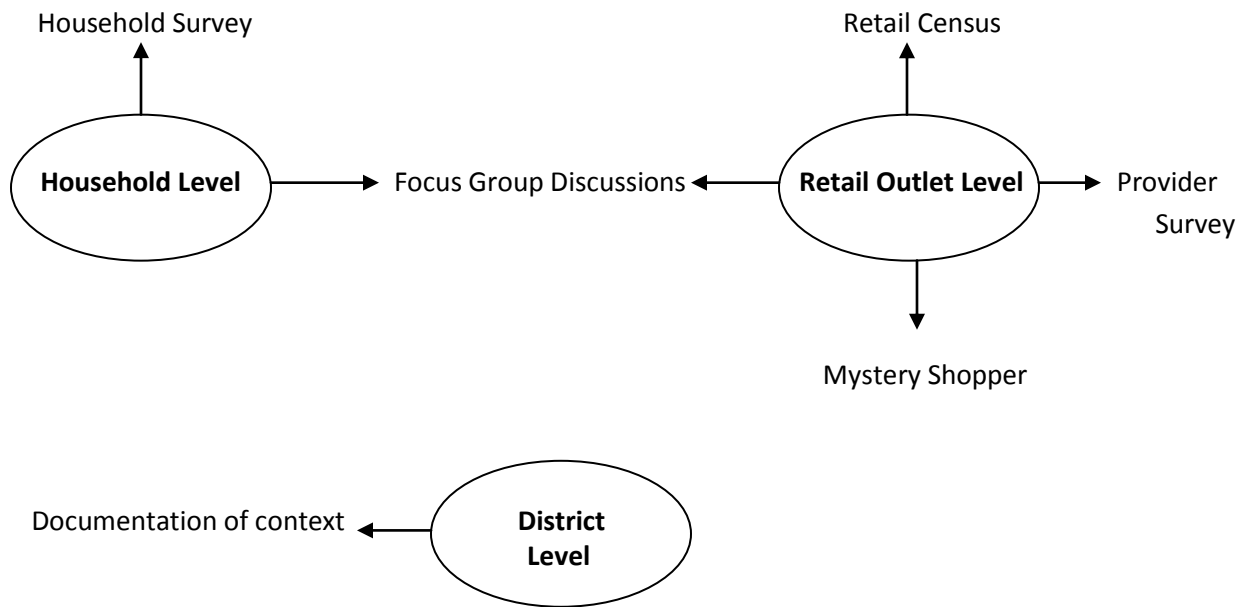 Household Survey
Retail Census
Household Level
Focus Group Discussions
Retail Outlet Level
Provider
Survey
Mystery Shopper
Documentation of context
District
Level